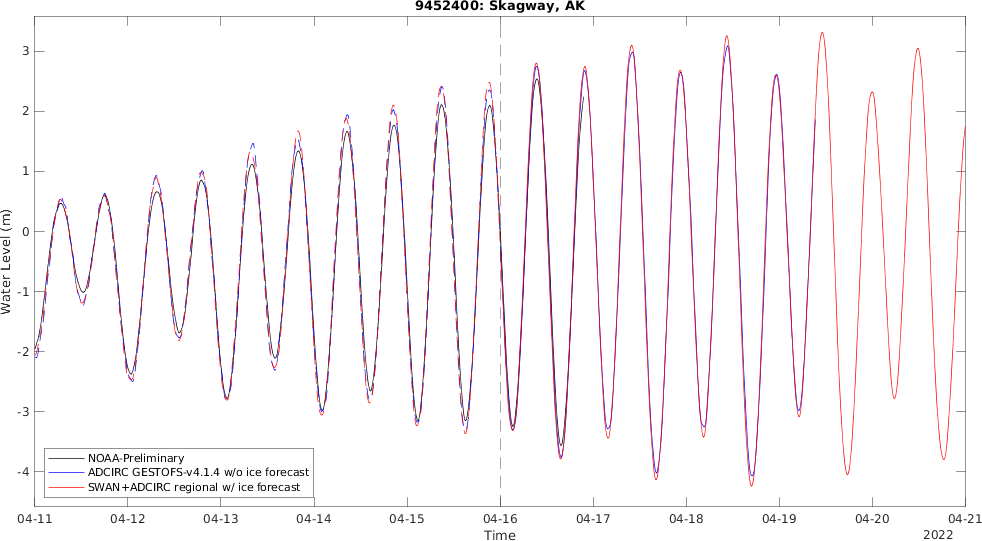 9452400: Skagway, AK
Water Level (m)
3
2
1
0
-1
-2
-3
-4
NOAA-Preliminary
ADCIRC GESTOFS-v4.1.4 w/o ice forecast
SWAN+ADCIRC regional w/ ice forecast
04-11 04-12 04-13 04-14 04-15 04-16 04-17 04-18 04-19 04-20 04-21
Time
2022